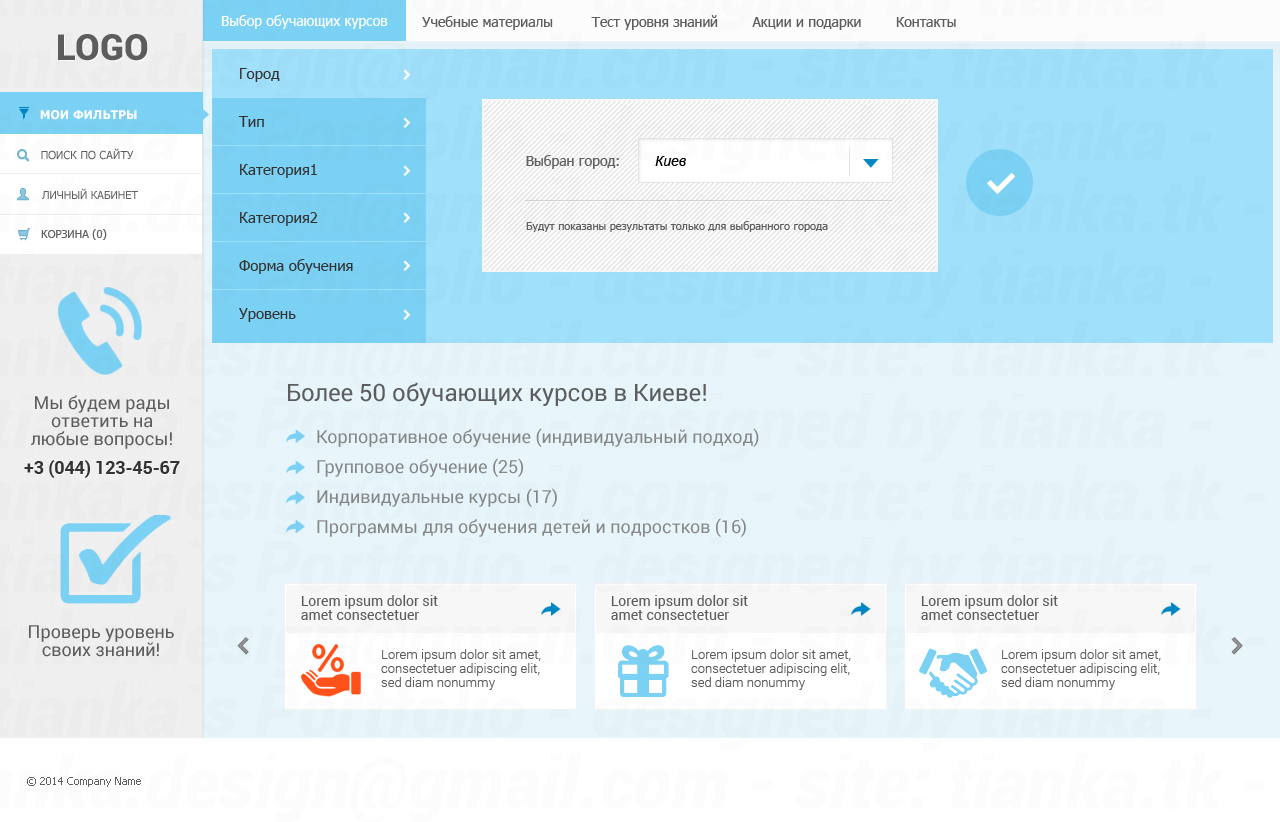 LOGO
Выбор обучающих курсов
Учебные материалы
Тест уровня знаний
Акции и подарки
Контакты
МОИ ФИЛЬТРЫ
ПОИСК ПО САЙТУ
ЛИЧНЫЙ КАБИНЕТ
КОРЗИНА (0)
Мы будем рады
ответить на
любые вопросы!
+3 (044) 123-45-67
Проверь уровень
своих знаний!
Город
Тип
Категория1
Категория2
Форма обучения
Уровень
Выбран город:
Киев
Будут показаны результаты только для выбранного города
Более 50 обучающих курсов в Киеве!
Корпоративное обучение (индивидуальный подход)
Групповое обучение (25)
Индивидуальные курсы (17)
Программы для обучения детей и подростков (16)
Lorem ipsum dolor sit
amet consectetuer
%
Lorem ipsum dolor sit amet,
consectetuer adipiscing elit,
sed diam nonummy
Lorem ipsum dolor sit
amet consectetuer
Lorem ipsum dolor sit amet,
consectetuer adipiscing elit,
sed diam nonummy
Lorem ipsum dolor sit
amet consectetuer
Lorem ipsum dolor sit amet,
consectetuer adipiscing elit,
sed diam nonummy
© 2014 Company Name
tianka.design@gmail.com - site: tianka.tk -
tianka`s Portfolio - designed by tianka -